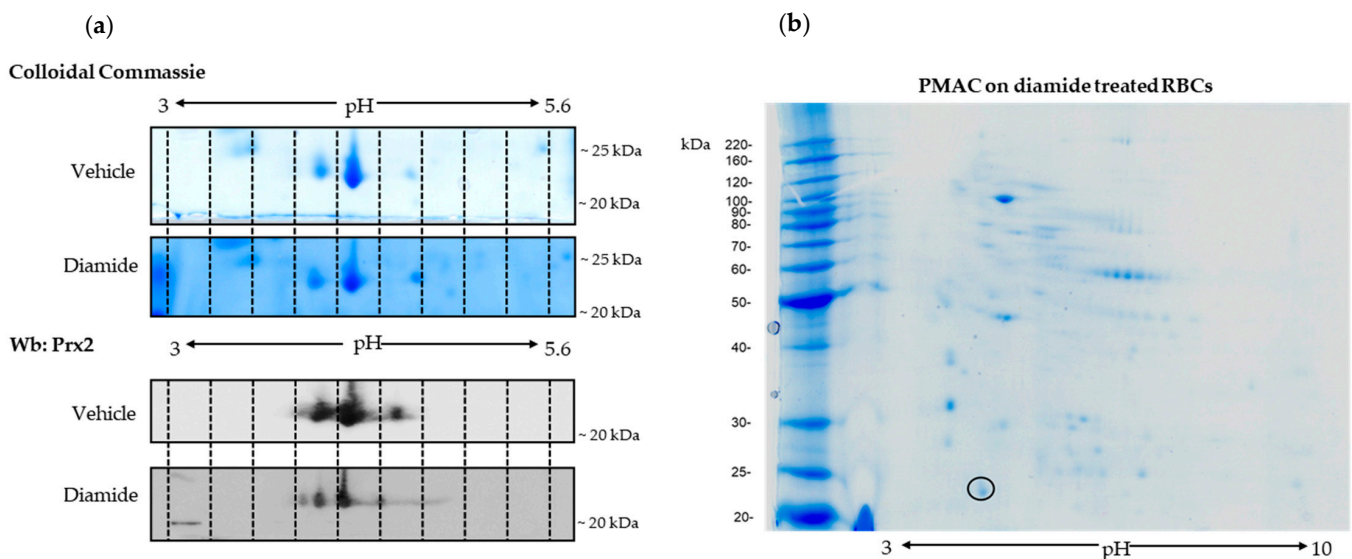 (a)
Colloidal Commassie
3 pH 5.6
Vehicle
~ 25 kDa
~ 20 kDa
Diamide
~ 25 kDa
~ 20 kDa
Wb: Prx2
3 pH 5.6
Vehicle
~ 20 kDa
Diamide
~ 20 kDa
(b)
PMAC on diamide treated RBCs
kDa
220-
160-
120-
100-
90-
80-
70-
60-
50-
40-
30-
25-
20-
3 pH 10